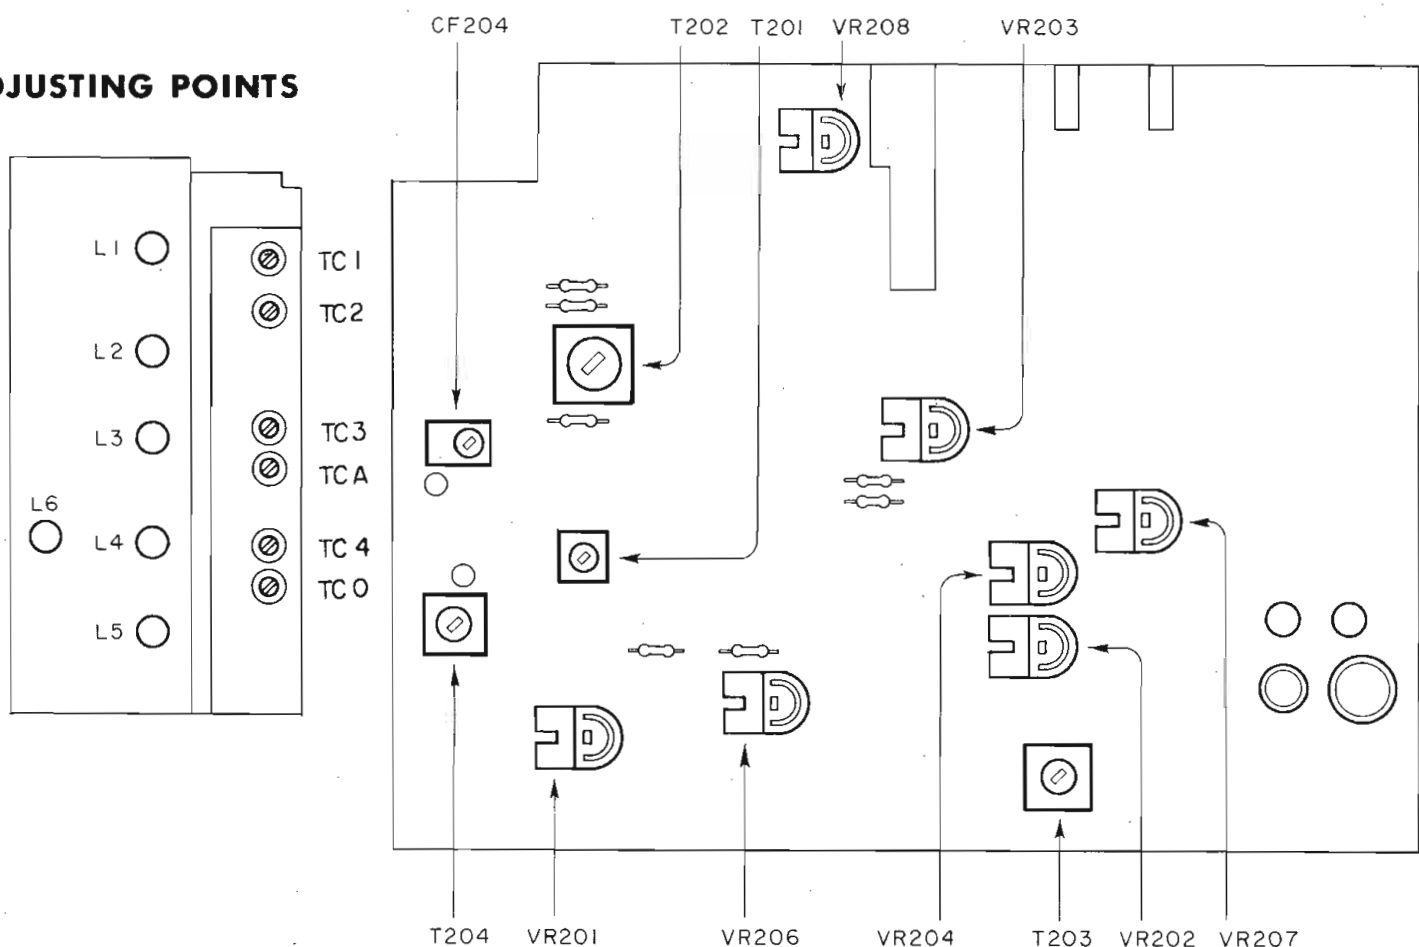 CF204 T202 T201 VR208 VR203
DJUSTING POINTS
L1 TC1
TC2
L2
L3 TC3
TCA
L6
L4 TC4
TCO
L5
T204 VR201 VR206 VR204 T203 VR202 VR207